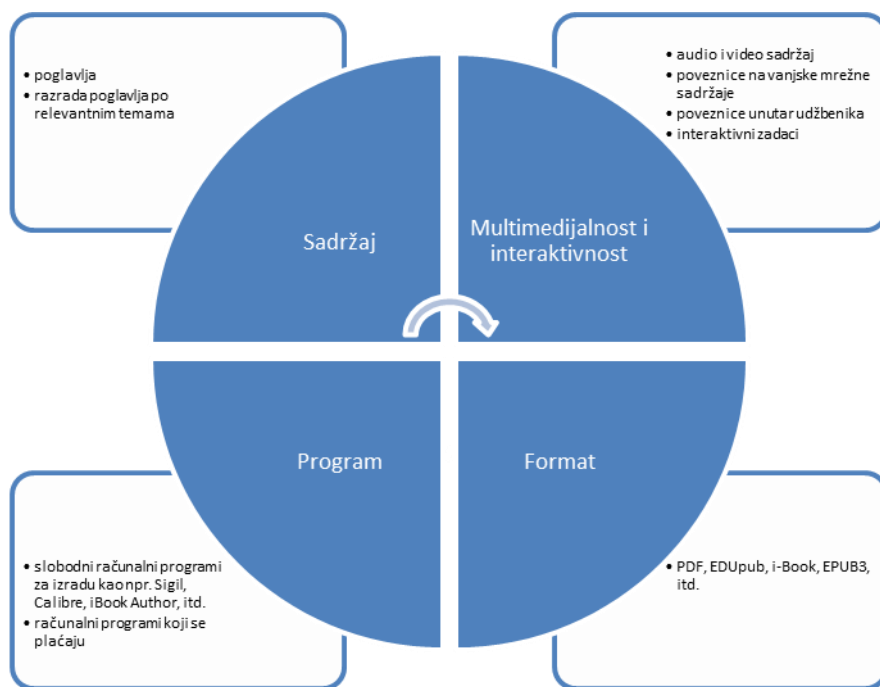 • poglavlja
• razrada poglavlja po
relevantnim temama
• audio i video sadržaj
• poveznice na vanjske mrežne
sadržaje
• poveznice unutar udžbenika
• interaktivni zadaci
Sadržaj
Multimedijalnost i
interaktivnost
Program
Format
• slobodni računalni programi
za izradu kao npr. Sigil,
Calibre, iBook Author, itd.
• računalni programi koji se
plaćaju
• PDF, EDUpub, i-Book, EPUB3,
itd.